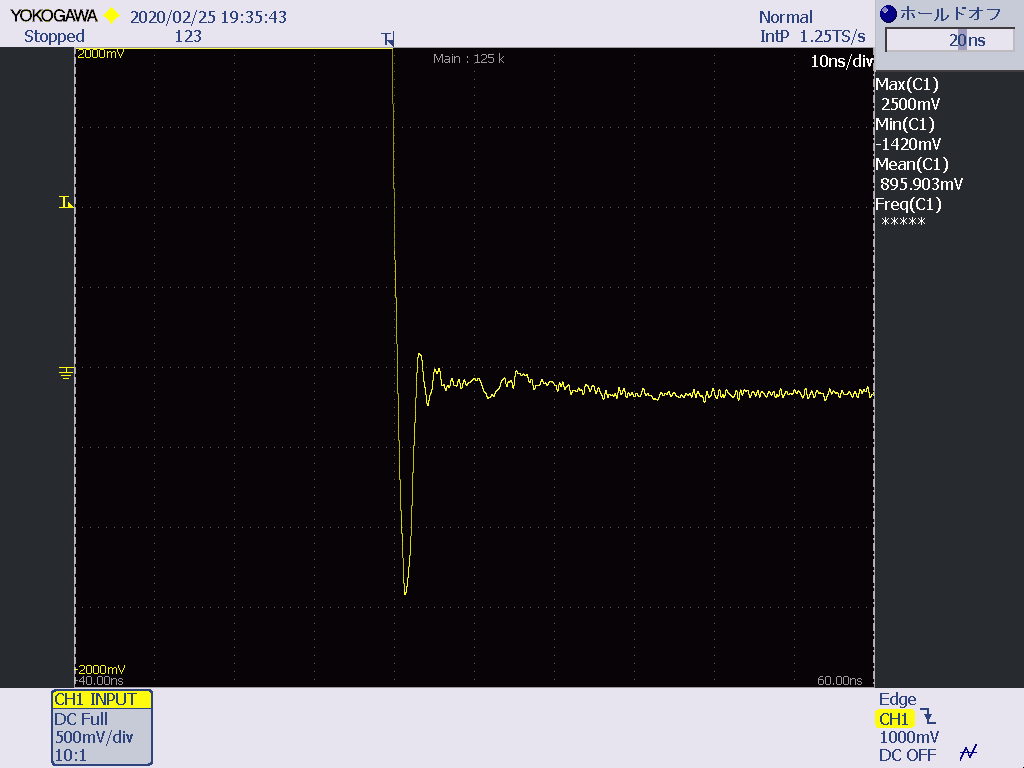 YOKOGAWA 2020/02/25 19:35:43
Stopped 123
Normal
IntP 1.25TS/s
ホールドオフ
20ns
2000mV
Main : 125 k
10ns/div
Max(C1)
2500mV
Min(C1)
-1420mV
Mean(C1)
895.903mV
Freq(C1)
*****
-2000mV
-40.00ns
60.00ns
CH1 INPUT
DC Full
500mV/div
10:1
Edge
CH1
1000mV
DC OFF